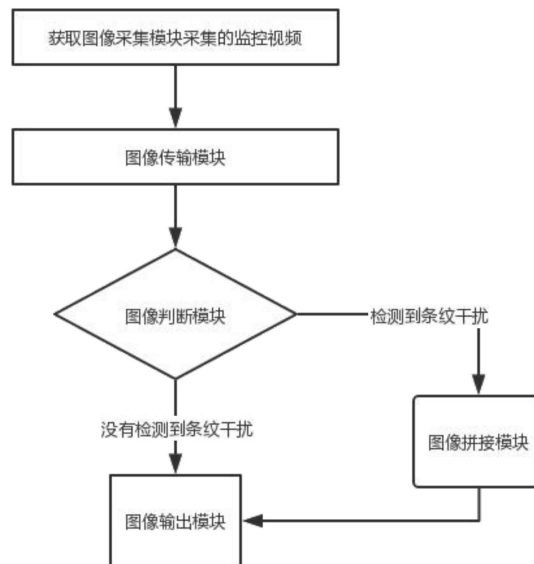 获取图像采集模块采集的监控视频
图像传输模块
图像判断模块
检测到条纹干扰
没有检测到条纹干扰
图像拼接模块
图像输出模块